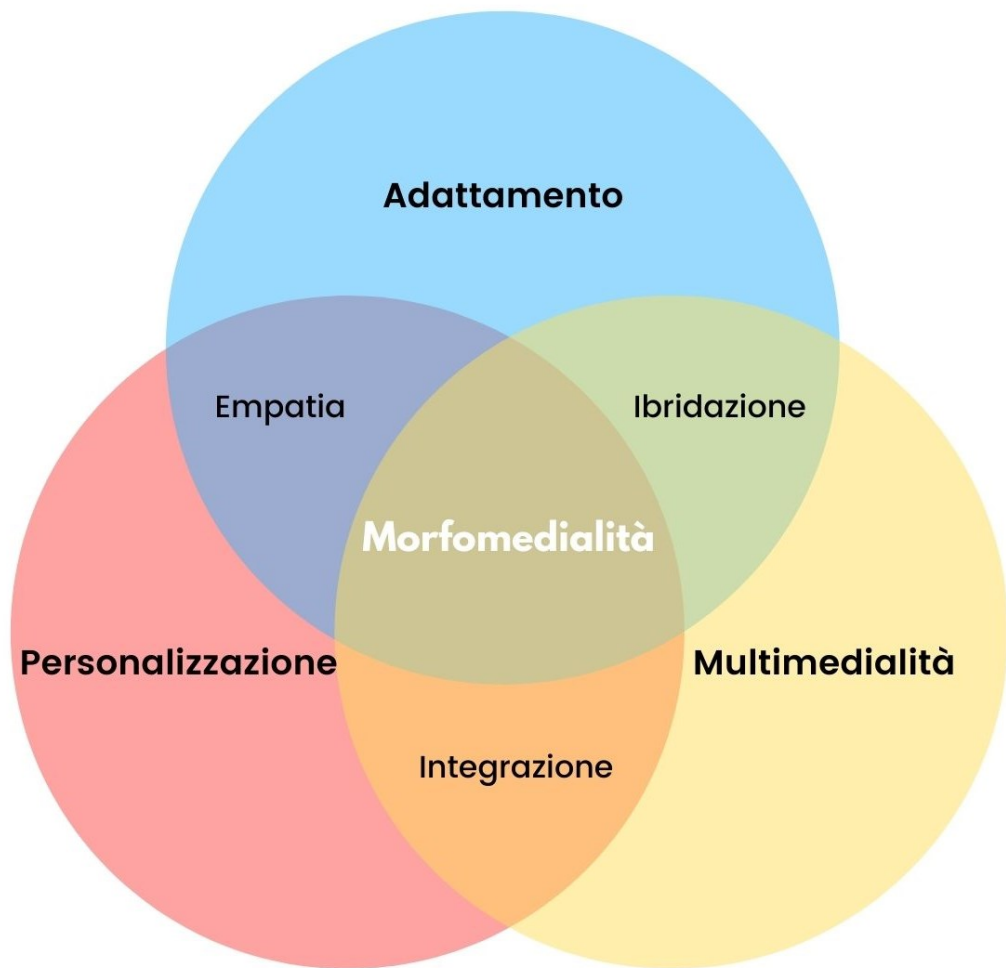 Adattamento
Empatia
Ibridazione
Morfomedialità
Personalizzazione
Multimedialità
Integrazione